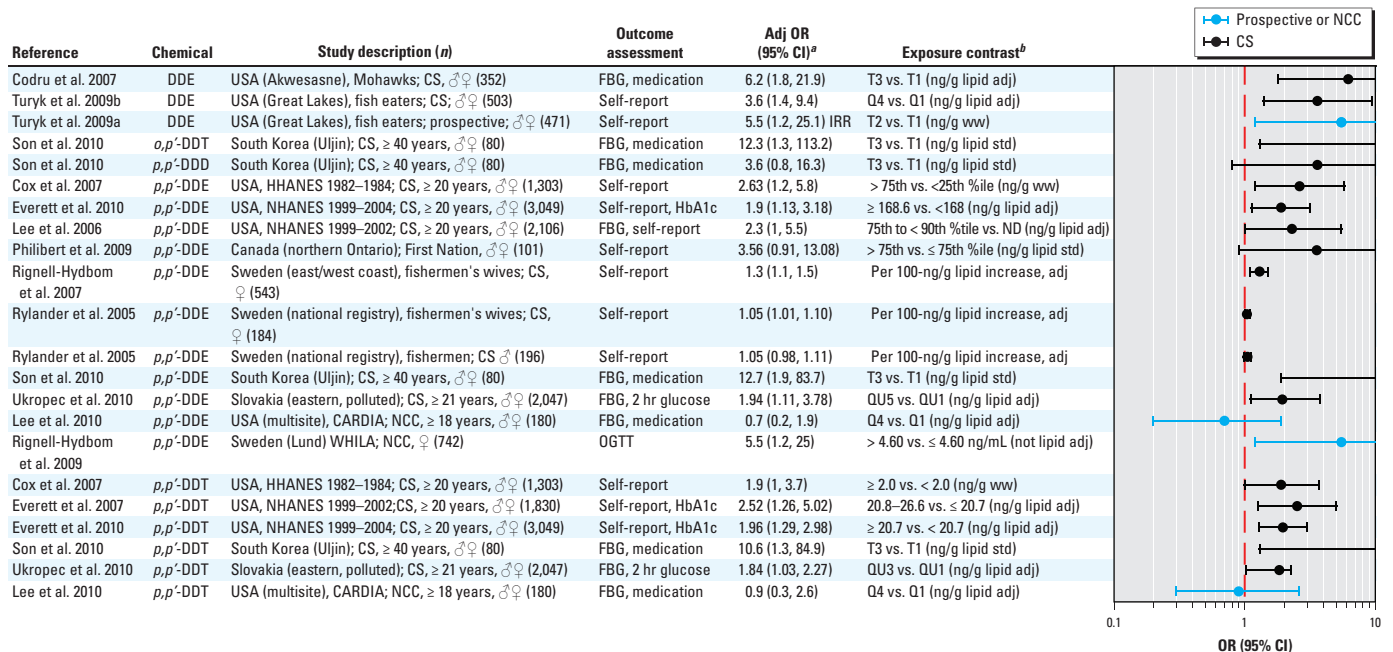 Prospective or NCC
CS
Reference Chemical Study description (n) Outcome assessment Adj OR (95% CI)a Exposure contrastb
Codru et al. 2007 DDE USA (Akwesasne), Mohawks; CS, ♂♀ (352) FBG, medication 6.2 (1.8, 21.9) T3 vs. T1 (ng/g lipid adj)
Turyk et al. 2009b DDE USA (Great Lakes), fish eaters; CS; ♂♀ (503) Self-report 3.6 (1.4, 9.4) Q4 vs. Q1 (ng/g lipid adj)
Turyk et al. 2009a DDE USA (Great Lakes), fish eaters; prospective; ♂♀ (471) Self-report 5.5 (1.2, 25.1) IRR T2 vs. T1 (ng/g ww)
Son et al. 2010 o,p′-DDT South Korea (Uljin); CS, ≥ 40 years, ♂♀ (80) FBG, medication 12.3 (1.3, 113.2) T3 vs. T1 (ng/g lipid std)
Son et al. 2010 p,p′-DDD South Korea (Uljin); CS, ≥ 40 years, ♂♀ (80) FBG, medication 3.6 (0.8, 16.3) T3 vs. T1 (ng/g lipid std)
Cox et al. 2007 p,p′-DDE USA, HHANES 1982–1984; CS, ≥ 20 years, ♂♀ (1,303) Self-report 2.63 (1.2, 5.8) > 75th vs. <25th %ile (ng/g ww)
Everett et al. 2010 p,p′-DDE USA, NHANES 1999–2004; CS, ≥ 20 years, ♂♀ (3,049) Self-report, HbA1c 1.9 (1.13, 3.18) ≥ 168.6 vs. <168 (ng/g lipid adj)
Lee et al. 2006 p,p′-DDE USA, NHANES 1999–2002; CS, ≥ 20 years, ♂♀ (2,106) FBG, self-report 2.3 (1, 5.5) 75th to < 90th %tile vs. ND (ng/g lipid adj)
Philibert et al. 2009 p,p′-DDE Canada (northern Ontario); First Nation, ♂♀ (101) Self-report 3.56 (0.91, 13.08) > 75th vs. ≤ 75th %ile (ng/g lipid std)
Rignell-Hydbom p,p′-DDE Sweden (east/west coast), fishermen's wives; CS, Self-report 1.3 (1.1, 1.5) Per 100-ng/g lipid increase, adj
et al. 2007 ♀ (543)
Rylander et al. 2005 p,p′-DDE Sweden (national registry), fishermen's wives; CS, Self-report 1.05 (1.01, 1.10) Per 100-ng/g lipid increase, adj
♀ (184)
Rylander et al. 2005 p,p′-DDE Sweden (national registry), fishermen; CS ♂ (196) Self-report 1.05 (0.98, 1.11) Per 100-ng/g lipid increase, adj
Son et al. 2010 p,p′-DDE South Korea (Uljin); CS, ≥ 40 years, ♂♀ (80) FBG, medication 12.7 (1.9, 83.7) T3 vs. T1 (ng/g lipid std)
Ukropec et al. 2010 p,p′-DDE Slovakia (eastern, polluted); CS, ≥ 21 years, ♂♀ (2,047) FBG, 2 hr glucose 1.94 (1.11, 3.78) QU5 vs. QU1 (ng/g lipid adj)
Lee et al. 2010 p,p′-DDE USA (multisite), CARDIA; NCC, ≥ 18 years, ♂♀ (180) FBG, medication 0.7 (0.2, 1.9) Q4 vs. Q1 (ng/g lipid adj)
Rignell-Hydbom p,p′-DDE Sweden (Lund) WHILA; NCC, ♀ (742) OGTT 5.5 (1.2, 25) > 4.60 vs. ≤ 4.60 ng/mL (not lipid adj)
et al. 2009
Cox et al. 2007 p,p′-DDT USA, HHANES 1982–1984; CS, ≥ 20 years, ♂♀ (1,303) Self-report 1.9 (1, 3.7) ≥ 2.0 vs. < 2.0 (ng/g ww)
Everett et al. 2007 p,p′-DDT USA, NHANES 1999–2002;CS, ≥ 20 years, ♂♀ (1,830) Self-report, HbA1c 2.52 (1.26, 5.02) 20.8–26.6 vs. ≤ 20.7 (ng/g lipid adj)
Everett et al. 2010 p,p′-DDT USA, NHANES 1999–2004; CS, ≥ 20 years, ♂♀ (3,049) Self-report, HbA1c 1.96 (1.29, 2.98) ≥ 20.7 vs. < 20.7 (ng/g lipid adj)
Son et al. 2010 p,p′-DDT South Korea (Uljin); CS, ≥ 40 years, ♂♀ (80) FBG, medication 10.6 (1.3, 84.9) T3 vs. T1 (ng/g lipid std)
Ukropec et al. 2010 p,p′-DDT Slovakia (eastern, polluted); CS, ≥ 21 years, ♂♀ (2,047) FBG, 2 hr glucose 1.84 (1.03, 2.27) QU3 vs. QU1 (ng/g lipid adj)
Lee et al. 2010 p,p′-DDT USA (multisite), CARDIA; NCC, ≥ 18 years, ♂♀ (180) FBG, medication 0.9 (0.3, 2.6) Q4 vs. Q1 (ng/g lipid adj)
0.1 1 10
OR (95% CI)